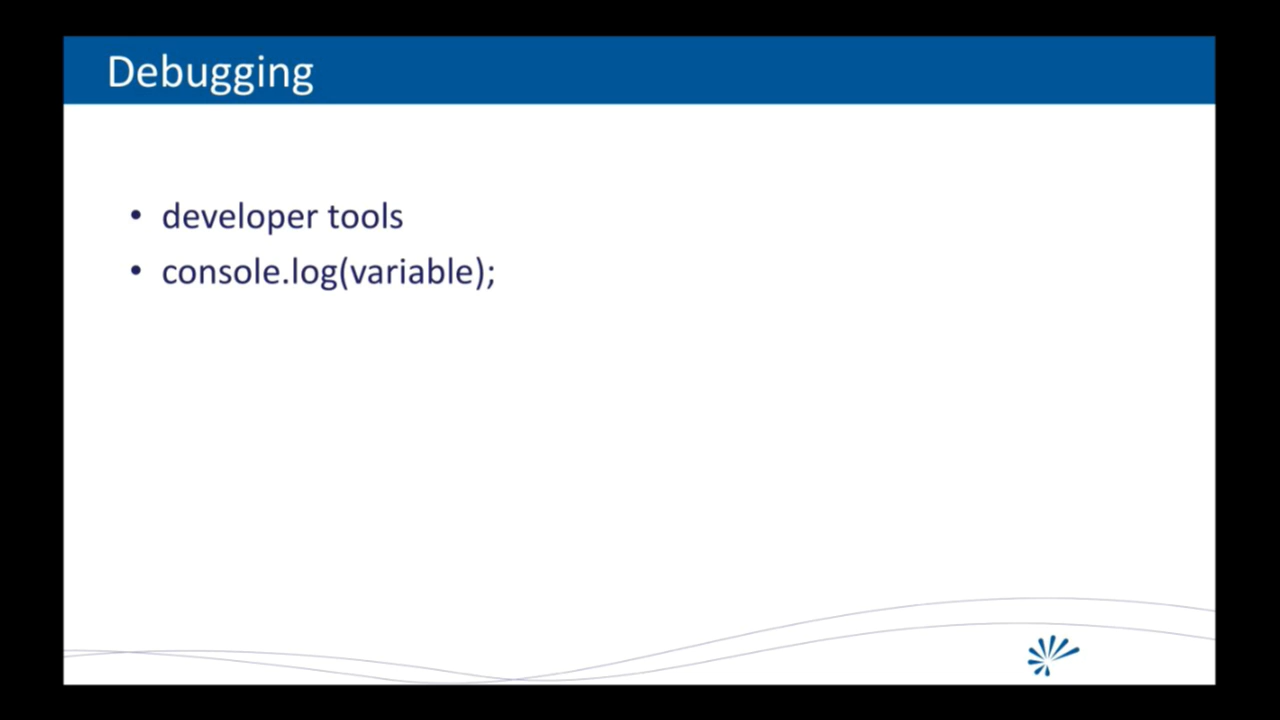 Debugging
• developer tools
• console.log(variable);